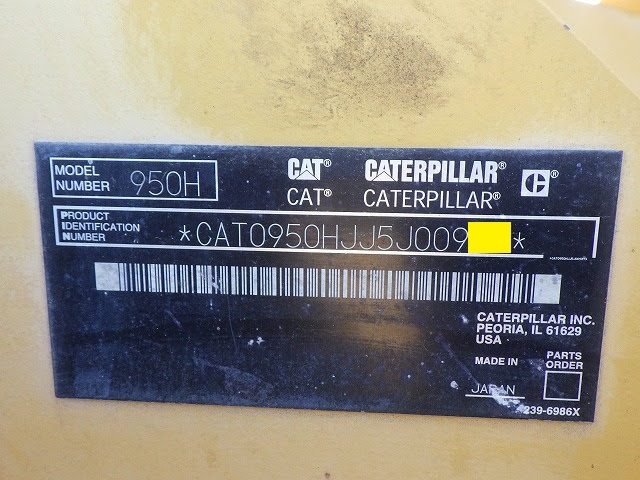 MODEL NUMBER 950H
CAT® CATERPILLAR® C
CAT® CATERPILLAR®
PRODUCT IDENTIFICATION NUMBER *CAT0950HJJ5J009 *
CATERPILLAR INC.
PEORIA, IL 61629
USA
MADE IN
JAPAN
PARTS ORDER
239-6986X